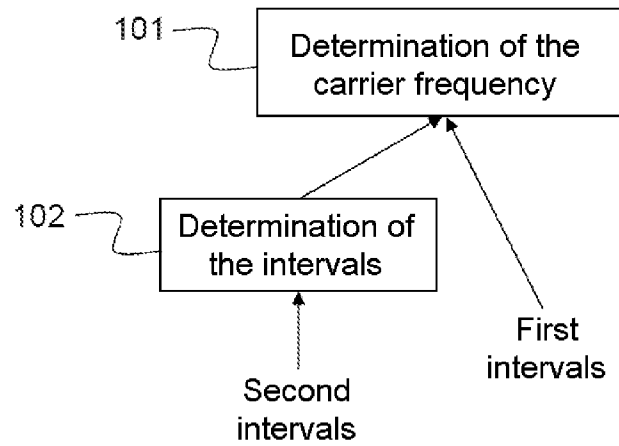 101
Determination of the
carrier frequency
102
Determination of
the intervals
First
intervals
Second
intervals